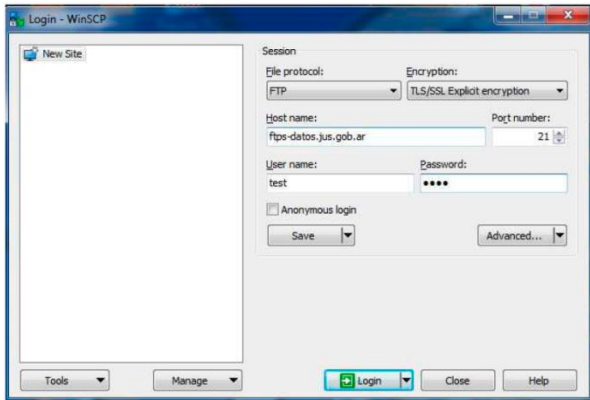 Login - WinSCP
New Site
Session
File protocol:
Encryption:
FTP
TLS/SSL Explicit encryption
Host name:
Port number:
ftps-datos.jus.gob.ar
21
User name:
Password:
test
••••
Anonymous login
Save
Advanced...
Tools
Manage
Login
Close
Help